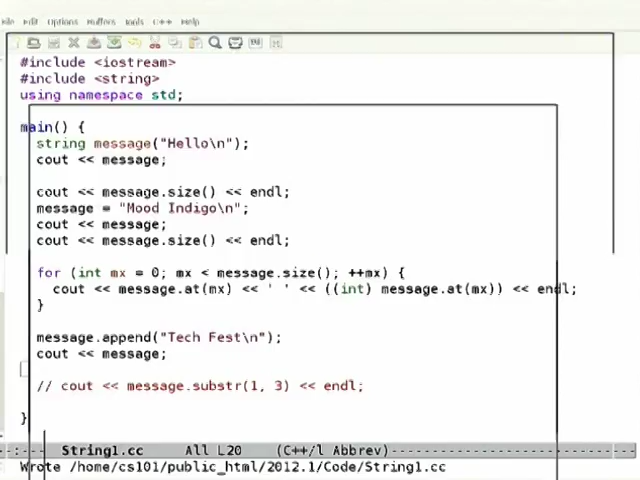 File Edit Options Buffers Tools C++ Help
#include <iostream>
#include <string>
using namespace std;
main() {
string message("Hello\n");
cout << message;
cout << message.size() << endl;
message = "Mood Indigo\n";
cout << message;
cout << message.size() << endl;
for (int mx = 0; mx < message.size(); ++mx) {
cout << message.at(mx) << ' ' << ((int) message.at(mx)) << endl;
}
message.append("Tech Fest\n");
cout << message;
// cout << message.substr(1, 3) << endl;
}
--:--- String1.cc All L20 (C++/l Abbrev)------------------------------
Wrote /home/cs101/public_html/2012.1/Code/String1.cc